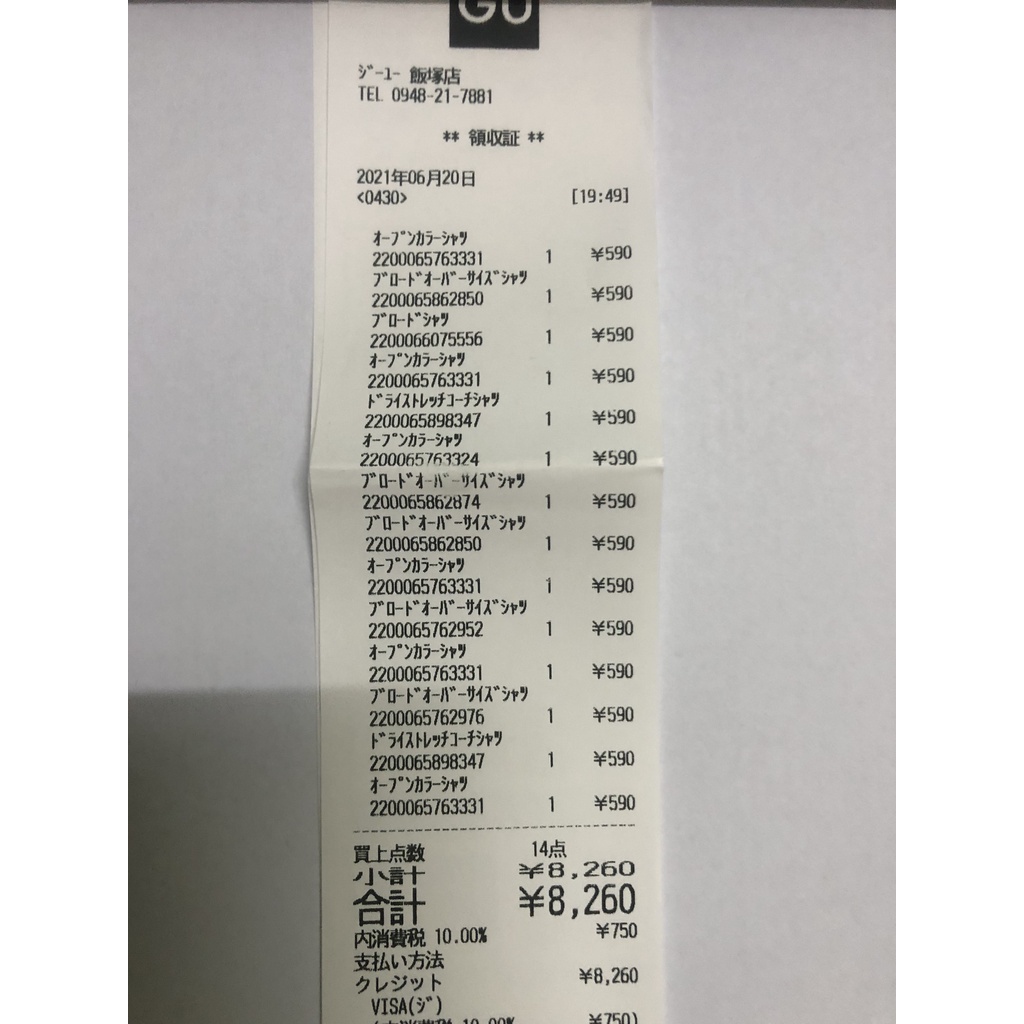 GU
ｼﾞｰﾕｰ 飯塚店
TEL 0948-21-7881
** 領収証 **
2021年06月20日
<0430> [19:49]
ｵｰﾌﾟﾝｶﾗｰｼｬﾂ
2200065763331 1 ¥590
ﾌﾞﾛｰﾄﾞｵｰﾊﾞｰｻｲｽﾞｼｬﾂ
2200065862850 1 ¥590
ﾌﾞﾛｰﾄﾞｼｬﾂ
2200066075556 1 ¥590
ｵｰﾌﾟﾝｶﾗｰｼｬﾂ
2200065763331 1 ¥590
ﾄﾞﾗｲｽﾄﾚｯﾁｺｰﾁｼｬﾂ
2200065898347 1 ¥590
ｵｰﾌﾟﾝｶﾗｰｼｬﾂ
2200065763324 1 ¥590
ﾌﾞﾛｰﾄﾞｵｰﾊﾞｰｻｲｽﾞｼｬﾂ
2200065862874 1 ¥590
ﾌﾞﾛｰﾄﾞｵｰﾊﾞｰｻｲｽﾞｼｬﾂ
2200065862850 1 ¥590
ｵｰﾌﾟﾝｶﾗｰｼｬﾂ
2200065763331 1 ¥590
ﾌﾞﾛｰﾄﾞｵｰﾊﾞｰｻｲｽﾞｼｬﾂ
2200065762952 1 ¥590
ｵｰﾌﾟﾝｶﾗｰｼｬﾂ
2200065763331 1 ¥590
ﾌﾞﾛｰﾄﾞｵｰﾊﾞｰｻｲｽﾞｼｬﾂ
2200065762976 1 ¥590
ﾄﾞﾗｲｽﾄﾚｯﾁｺｰﾁｼｬﾂ
2200065898347 1 ¥590
ｵｰﾌﾟﾝｶﾗｰｼｬﾂ
2200065763331 1 ¥590
買上点数 14点
小計 ¥8,260
合計 ¥8,260
内消費税 10.00% ¥750
支払い方法
クレジット ¥8,260
VISA(ｼﾞ)
(内消費税 10.00% ¥750)